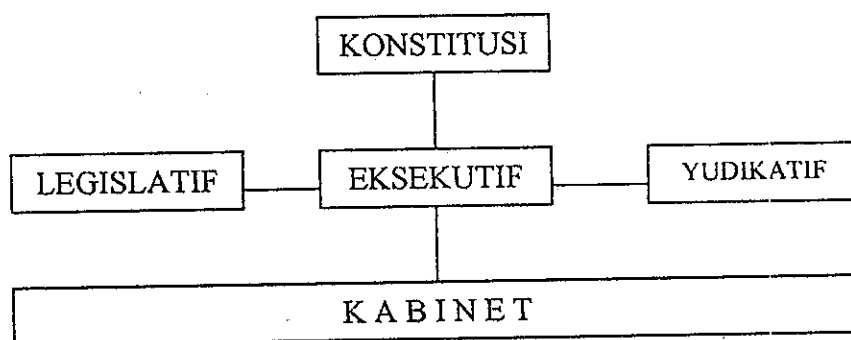 KONSTITUSI
LEGISLATIF
EKSEKUTIF
YUDIKATIF
KABINET